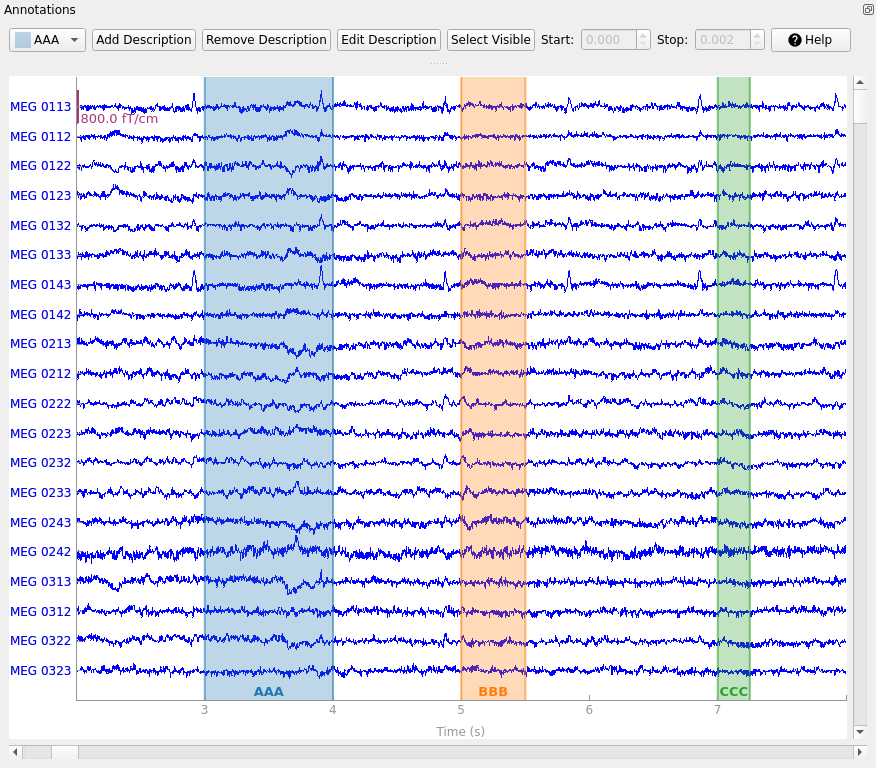 Annotations
AAA Add Description Remove Description Edit Description Select Visible Start: 0.000 Stop: 0.002 Help
MEG 0113
800.0 fT/cm
MEG 0112
MEG 0122
MEG 0123
MEG 0132
MEG 0133
MEG 0143
MEG 0142
MEG 0213
MEG 0212
MEG 0222
MEG 0223
MEG 0232
MEG 0233
MEG 0243
MEG 0242
MEG 0313
MEG 0312
MEG 0322
MEG 0323
AAA BBB CCC
3 4 5 6 7
Time (s)